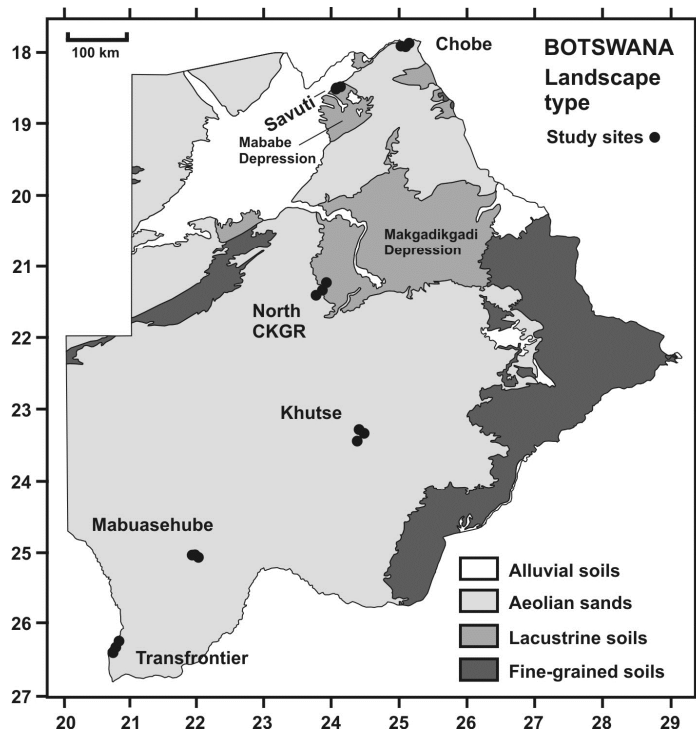 18
19
20
21
22
23
24
25
26
27
100 km
Chobe
BOTSWANA
Landscape
type
Study sites
Savuti
Mababe
Depression
Makgadikgadi
Depression
North
CKGR
Khutse
Mabuasehube
Transfrontier
Alluvial soils
Aeolian sands
Lacustrine soils
Fine-grained soils
20 21 22 23 24 25 26 27 28 29